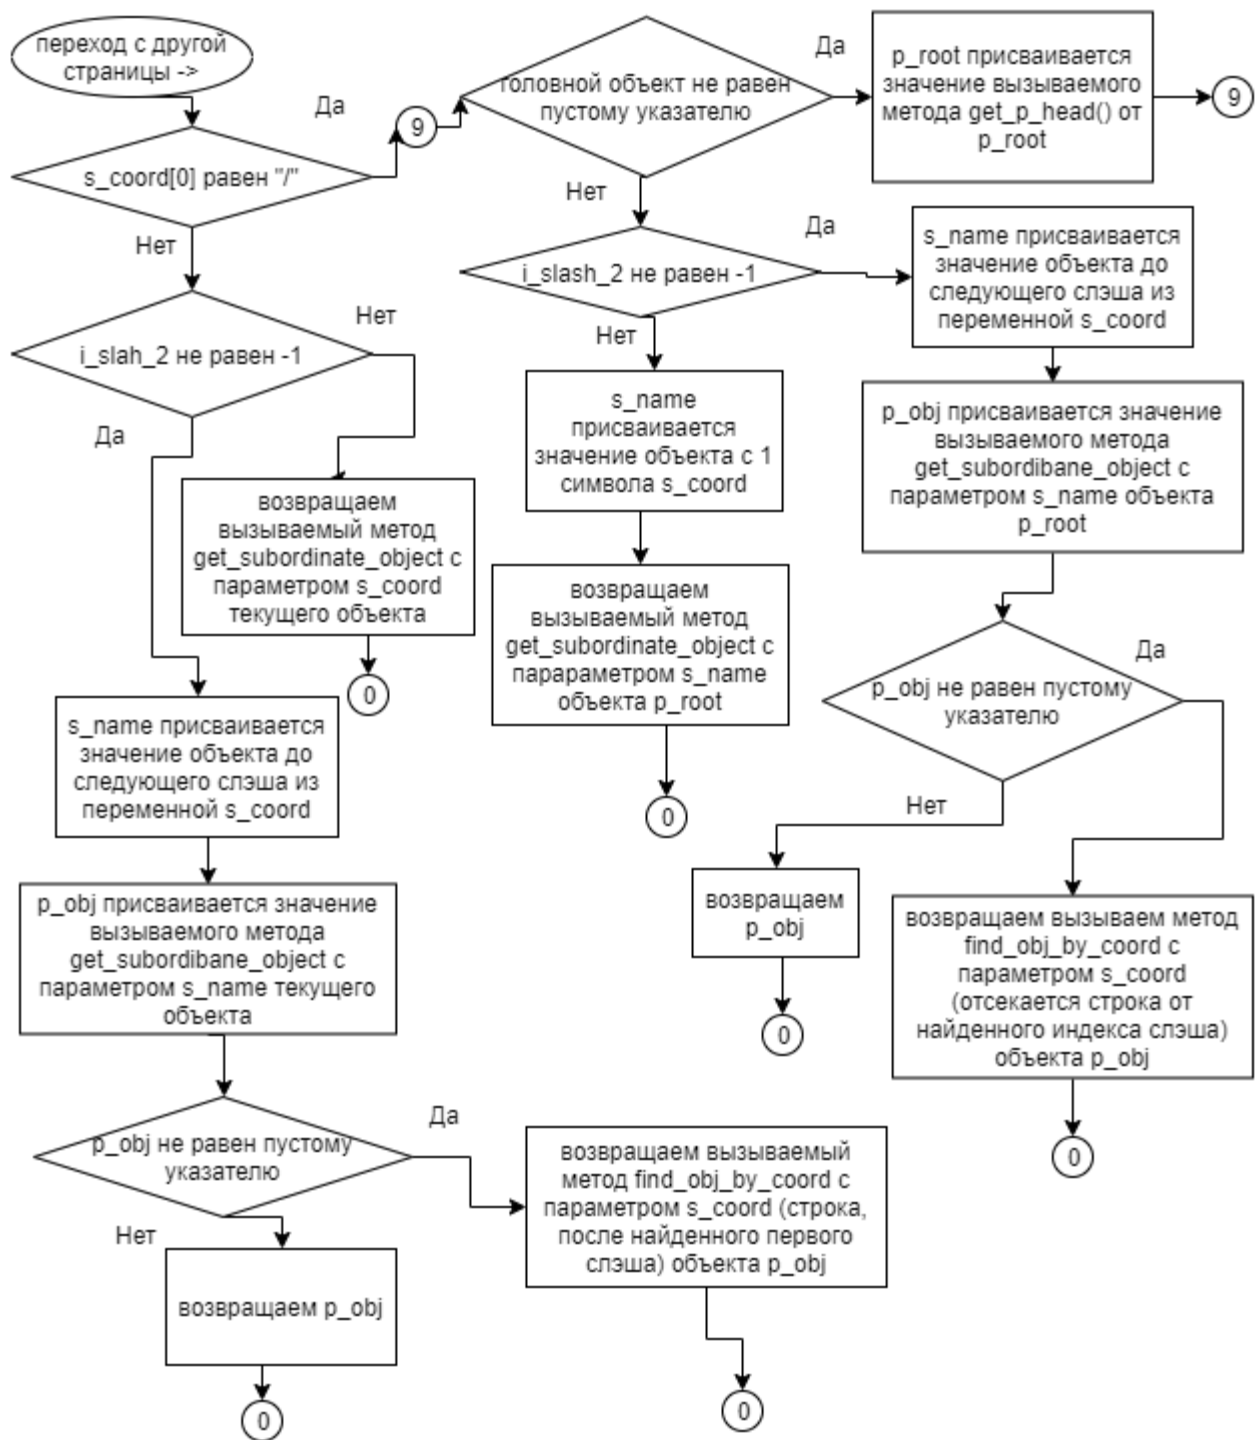 переход с другой
страницы ->
Да
9
s_coord[0] равен "/"
Нет
i_slah_2 не равен -1
Нет
Да
возвращаем
вызываемый метод
get_subordinate_object с
параметром s_coord
текущего объекта
0
s_name присваивается
значение объекта до
следующего слэша из
переменной s_coord
p_obj присваивается значение
вызываемого метода
get_subordibane_object с
параметром s_name текущего
объекта
p_obj не равен пустому
указателю
Да
Нет
возвращаем p_obj
0
возвращаем вызываемый
метод find_obj_by_coord с
параметром s_coord (строка,
после найденного первого
слэша) объекта p_obj
0
головной объект не равен
пустому указателю
Да
p_root присваивается
значение вызываемого
метода get_p_head() от
p_root
9
Нет
i_slash_2 не равен -1
Да
Нет
s_name
присваивается
значение объекта с 1
символа s_coord
возвращаем
вызываемый метод
get_subordinate_object с
парараметром s_name
объекта p_root
0
s_name присваивается
значение объекта до
следующего слэша из
переменной s_coord
p_obj присваивается значение
вызываемого метода
get_subordibane_object с
параметром s_name объекта
p_root
p_obj не равен пустому
указателю
Да
Нет
возвращаем
p_obj
0
возвращаем вызываем метод
find_obj_by_coord с
параметром s_coord
(отсекается строка от
найденного индекса слэша)
объекта p_obj
0